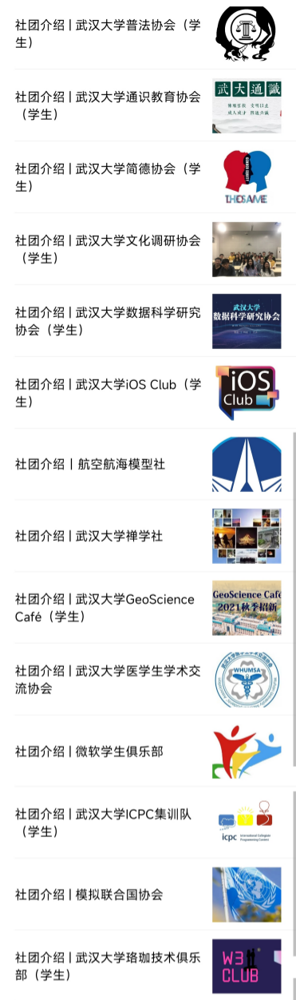 社团介绍 | 武汉大学普法协会（学
生）
社团介绍 | 武汉大学通识教育协会
（学生）
武大通識
成人成才 四通六識
社团介绍 | 武汉大学简德协会（学
生）
THESAME
社团介绍 | 武汉大学文化调研协会
（学生）
社团介绍 | 武汉大学数据科学研究
协会（学生）
武汉大学
数据科学研究协会
社团介绍 | 武汉大学iOS Club（学
生）
iOS
Club
社团介绍 | 航空航海模型社
社团介绍 | 武汉大学禅学社
社团介绍 | 武汉大学GeoScience
Café（学生）
GeoScience Café
2021秋季招新
社团介绍 | 武汉大学医学生学术交
流协会
WHUMSA
社团介绍 | 微软学生俱乐部
社团介绍 | 武汉大学ICPC集训队
（学生）
icpc International Collegiate
Programming Contest
社团介绍 | 模拟联合国协会
社团介绍 | 武汉大学珞珈技术俱乐
部（学生）
W3
CLUB